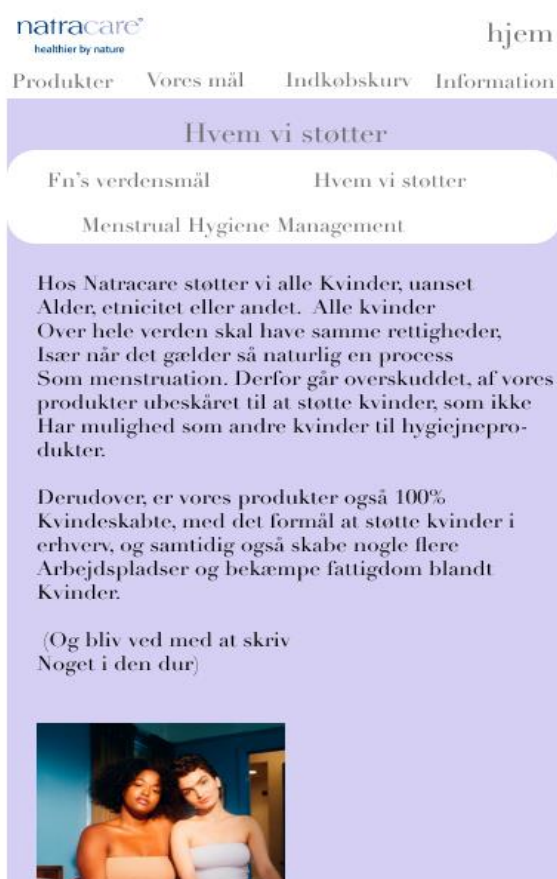 natracare®
healthier by nature
hjem
Produkter Vores mål Indkøbskurv Information
Hvem vi støtter
Fn's verdensmål Hvem vi støtter
Menstrual Hygiene Management
Hos Natracare støtter vi alle Kvinder, uanset
Alder, etnicitet eller andet. Alle kvinder
Over hele verden skal have samme rettigheder,
Især når det gælder så naturlig en process
Som menstruation. Derfor går overskuddet, af vores
produkter ubeskåret til at støtte kvinder, som ikke
Har mulighed som andre kvinder til hygiejnepro-
dukter.
Derudover, er vores produkter også 100%
Kvindeskabte, med det formål at støtte kvinder i
erhverv, og samtidig også skabe nogle flere
Arbejdspladser og bekæmpe fattigdom blandt
Kvinder.
(Og bliv ved med at skriv
Noget i den dur)